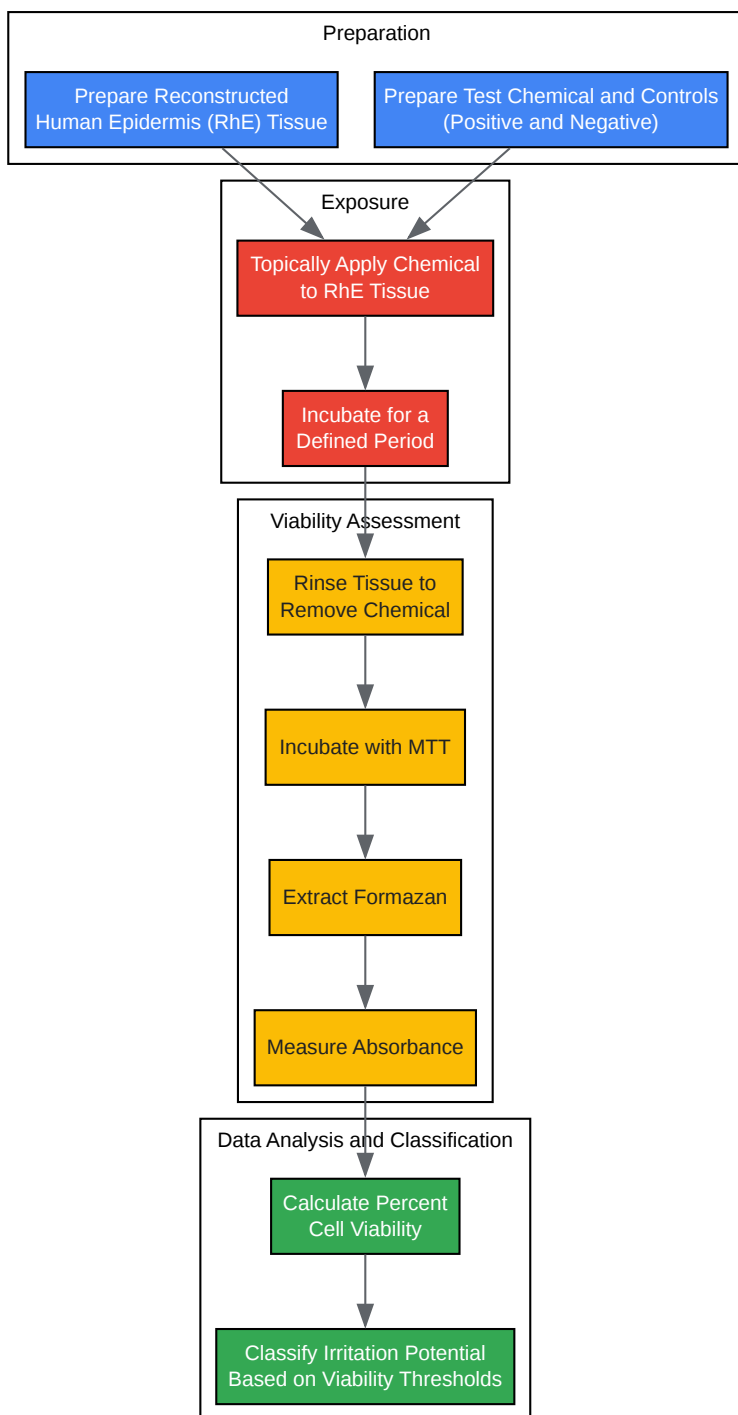 Preparation
Prepare Reconstructed
Human Epidermis (RhE) Tissue
Prepare Test Chemical and Controls
(Positive and Negative)
Exposure
Topically Apply Chemical
to RhE Tissue
Incubate for a
Defined Period
Viability Assessment
Rinse Tissue to
Remove Chemical
Incubate with MTT
Extract Formazan
Measure Absorbance
Data Analysis and Classification
Calculate Percent
Cell Viability
Classify Irritation Potential
Based on Viability Thresholds